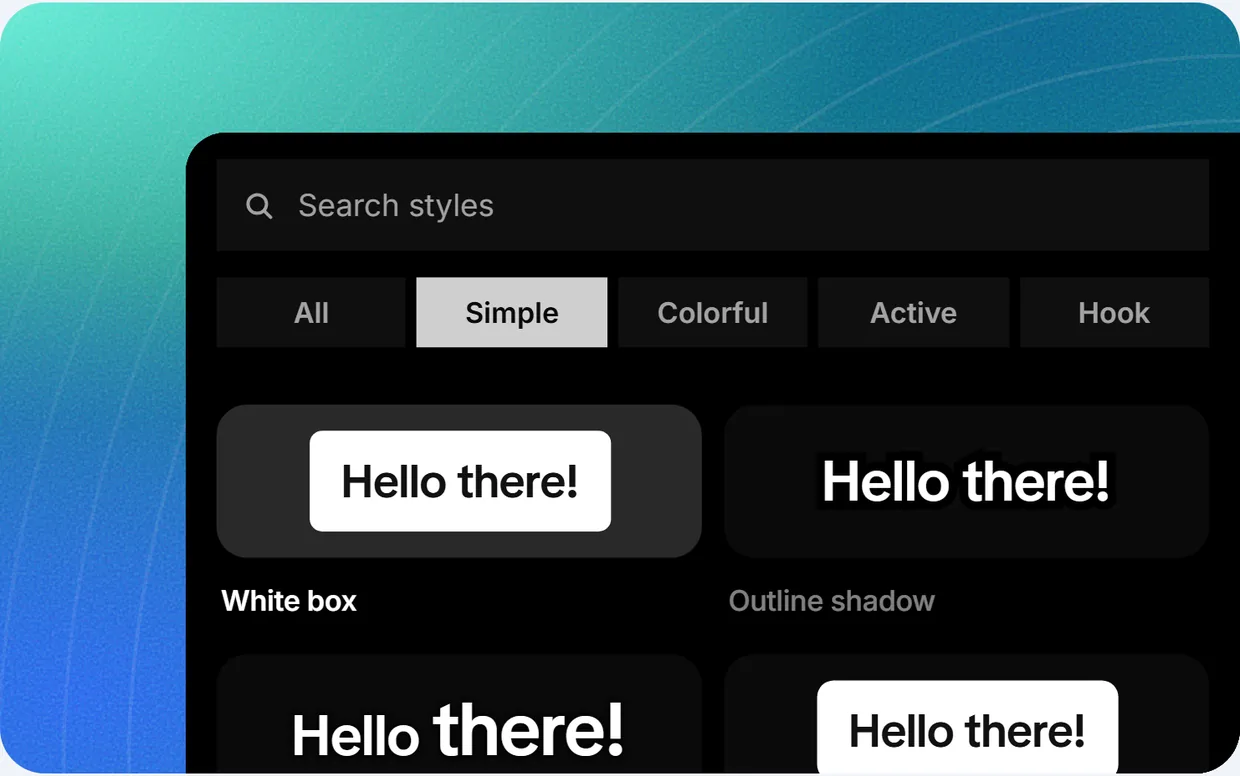 Search styles
All
Simple
Colorful
Active
Hook
Hello there!
Hello there!
White box
Outline shadow
Hello there!
Hello there!